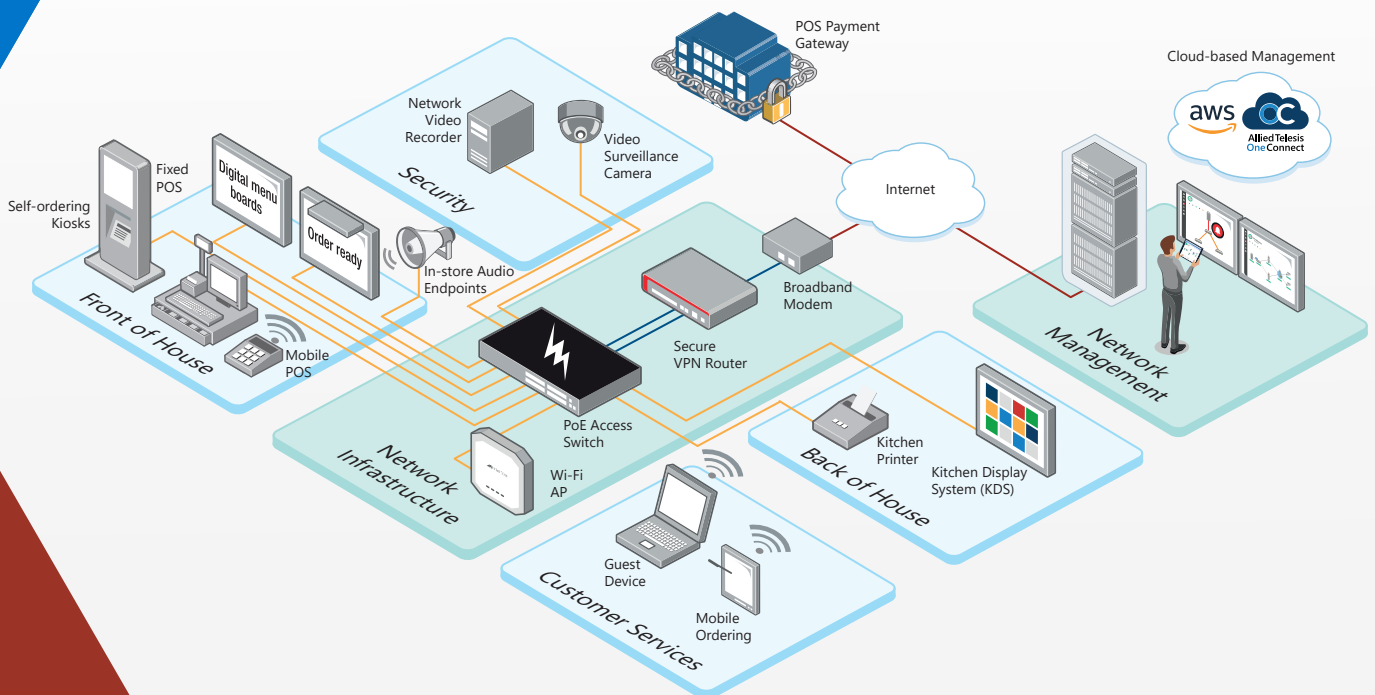 POS Payment
Gateway
Cloud-based Management
aws
Allied Telesis
OneConnect
Network
Video
Recorder
Video
Surveillance
Camera
Security
Internet
Fixed
POS
Self-ordering
Kiosks
Digital menu
boards
Order ready
In-store Audio
Endpoints
Mobile
POS
Front of House
Broadband
Modem
Secure
VPN Router
PoE Access
Switch
Wi-Fi
AP
Network
Infrastructure
Network
Management
Kitchen
Printer
Kitchen Display
System (KDS)
Back of House
Guest
Device
Mobile
Ordering
Customer Services